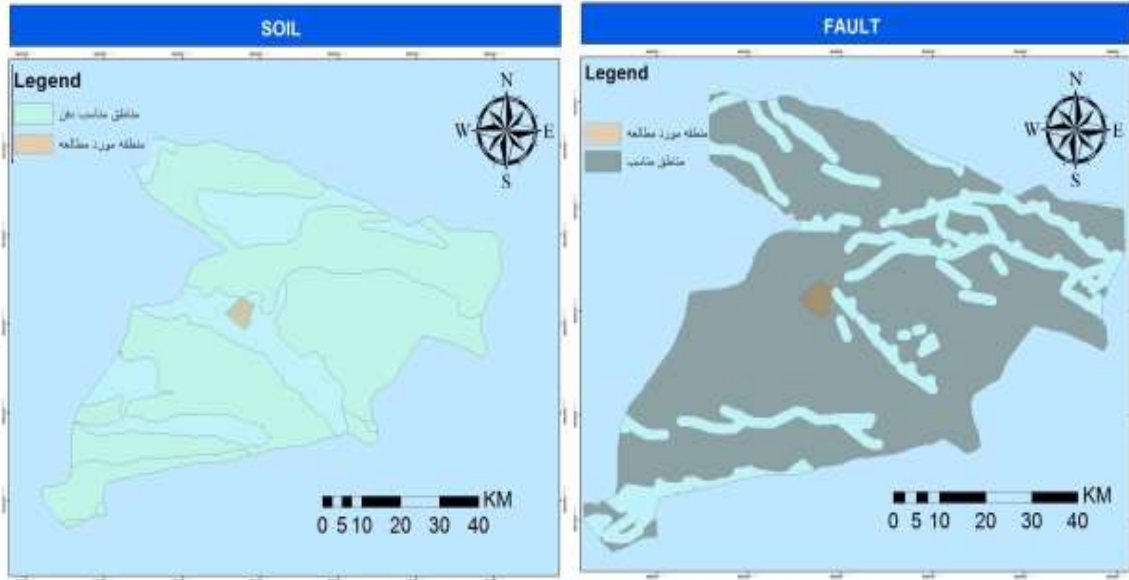 SOIL
Legend
مناطق مناسب دفن
منطقه مورد مطالعه
N
W E
S
KM
0 5 10 20 30 40
FAULT
Legend
منطقه مورد مطالعه
مناطق مناسب
N
W E
S
KM
0 5 10 20 30 40